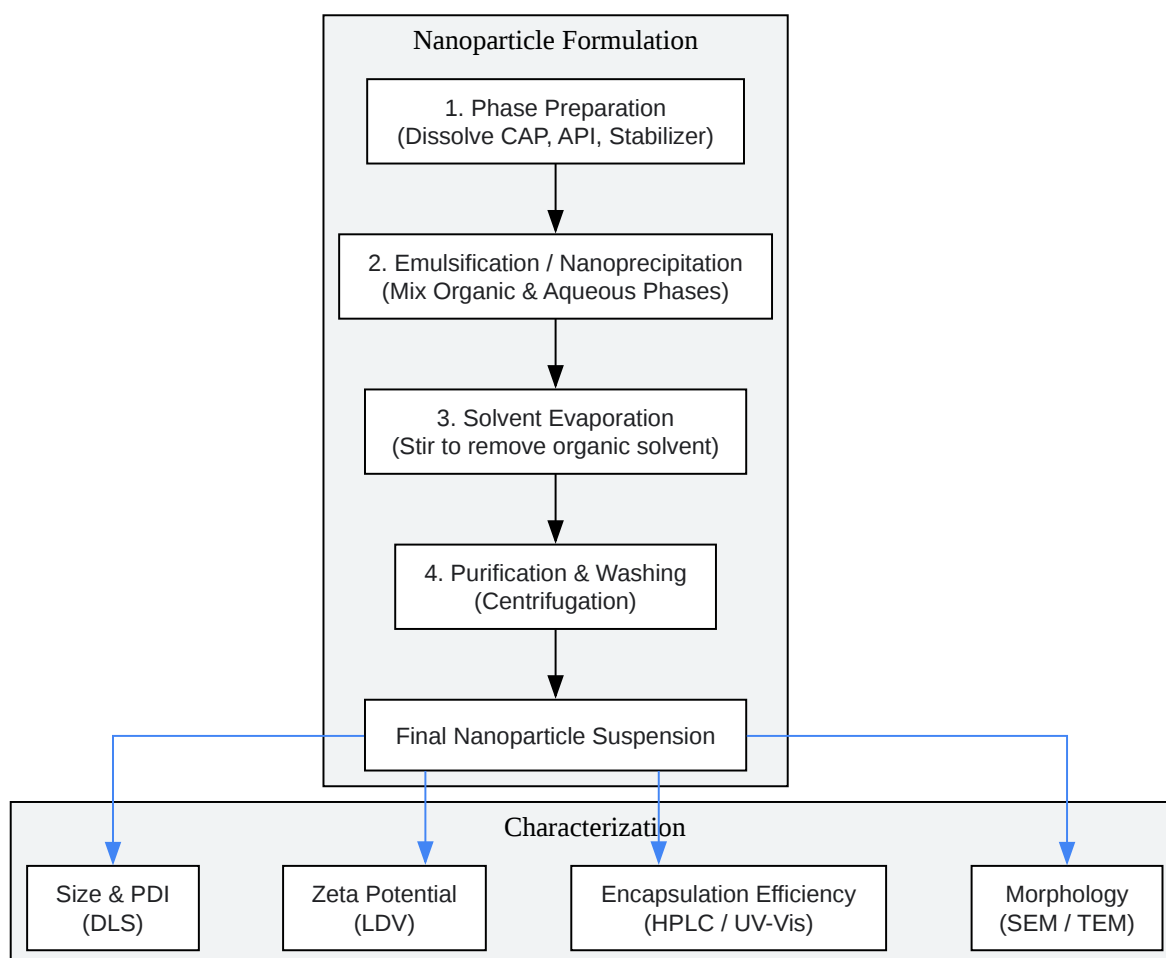 Nanoparticle Formulation
1. Phase Preparation
(Dissolve CAP, API, Stabilizer)
2. Emulsification / Nanoprecipitation
(Mix Organic & Aqueous Phases)
3. Solvent Evaporation
(Stir to remove organic solvent)
4. Purification & Washing
(Centrifugation)
Final Nanoparticle Suspension
Characterization
Size & PDI
(DLS)
Zeta Potential
(LDV)
Encapsulation Efficiency
(HPLC / UV-Vis)
Morphology
(SEM / TEM)